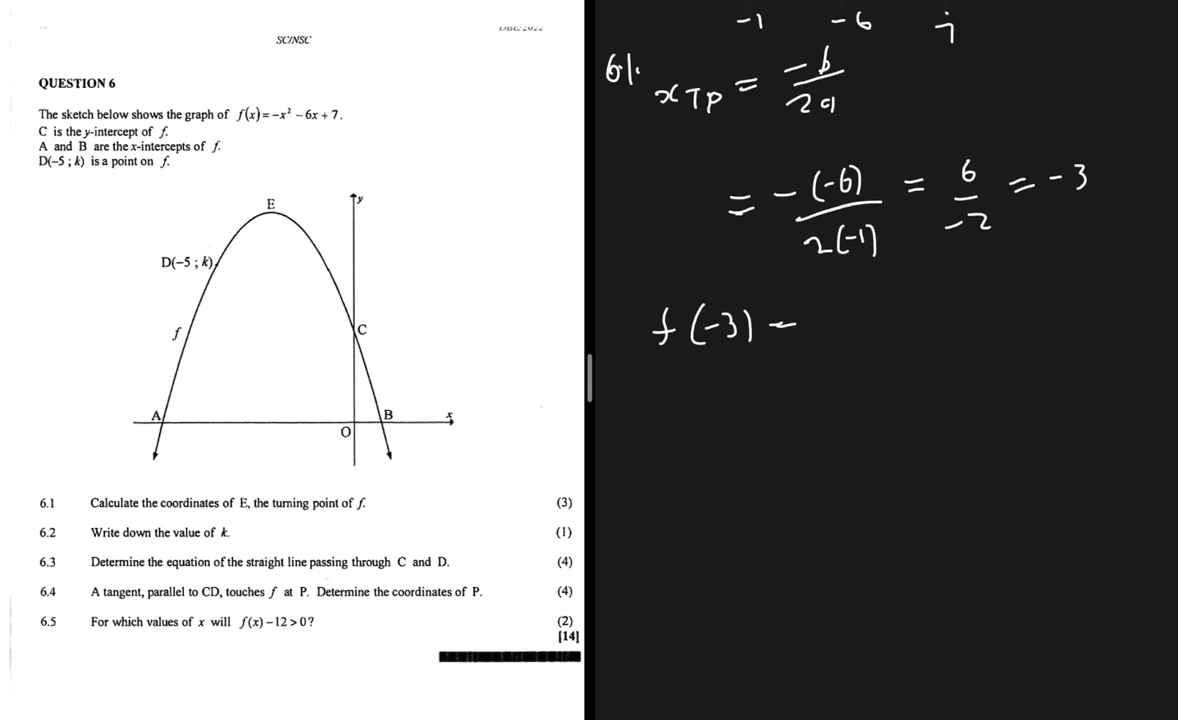 SC/NSC
QUESTION 6
The sketch below shows the graph of f(x) = −x² − 6x + 7.
C is the y-intercept of f.
A and B are the x-intercepts of f.
D(−5 ; k) is a point on f.
E
y
D(−5 ; k)
f
C
A
B
x
O
6.1 Calculate the coordinates of E, the turning point of f. (3)
6.2 Write down the value of k. (1)
6.3 Determine the equation of the straight line passing through C and D. (4)
6.4 A tangent, parallel to CD, touches f at P. Determine the coordinates of P. (4)
6.5 For which values of x will f(x) − 12 > 0? (2)
[14]
-1 -6
61. xTP = -b/2a
= -(-6)/2(-1) = 6/-2 = -3
f(-3) =